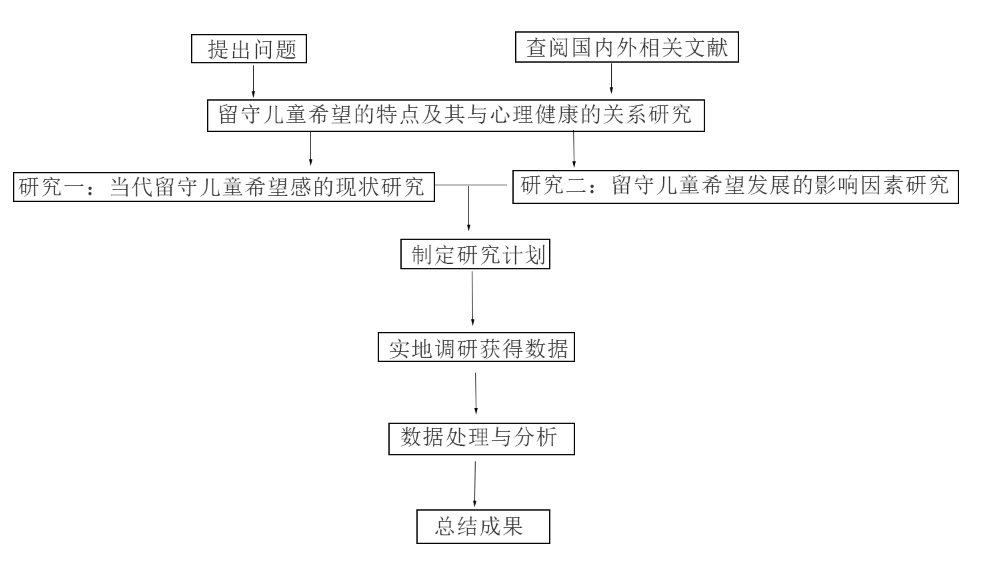 提出问题
查阅国内外相关文献
留守儿童希望的特点及其与心理健康的关系研究
研究一：当代留守儿童希望感的现状研究
研究二：留守儿童希望发展的影响因素研究
制定研究计划
实地调研获得数据
数据处理与分析
总结成果